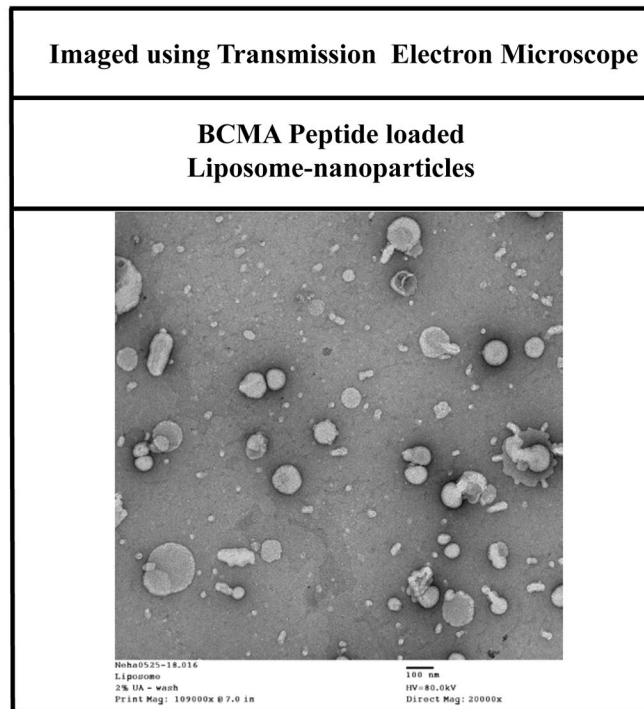 Imaged using Transmission Electron Microscope
BCMA Peptide loaded
Liposome-nanoparticles
Neha0525-18.016
Liposome
2% UA - wash
Print Mag: 109000x @ 7.0 in
100 nm
HV=80.0kV
Direct Mag: 20000x